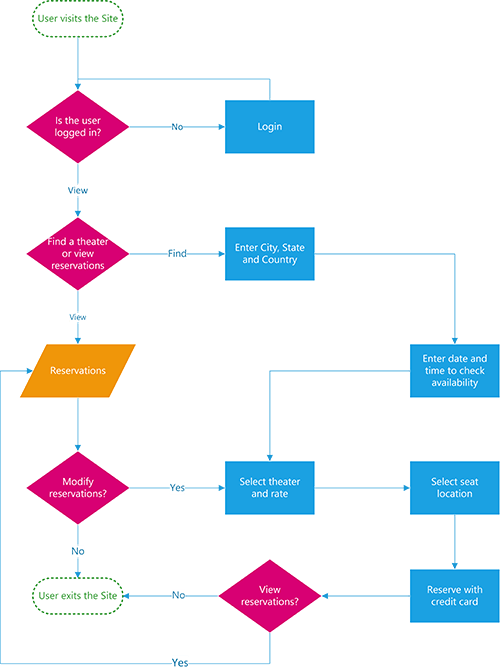 User visits the Site
Is the user
logged in?
No
Login
View
Find a theater
or view
reservations
Find
Enter City, State
and Country
View
Reservations
Enter date and
time to check
availability
Modify
reservations?
Yes
Select theater
and rate
Select seat
location
No
User exits the Site
No
View
reservations?
Reserve with
credit card
Yes